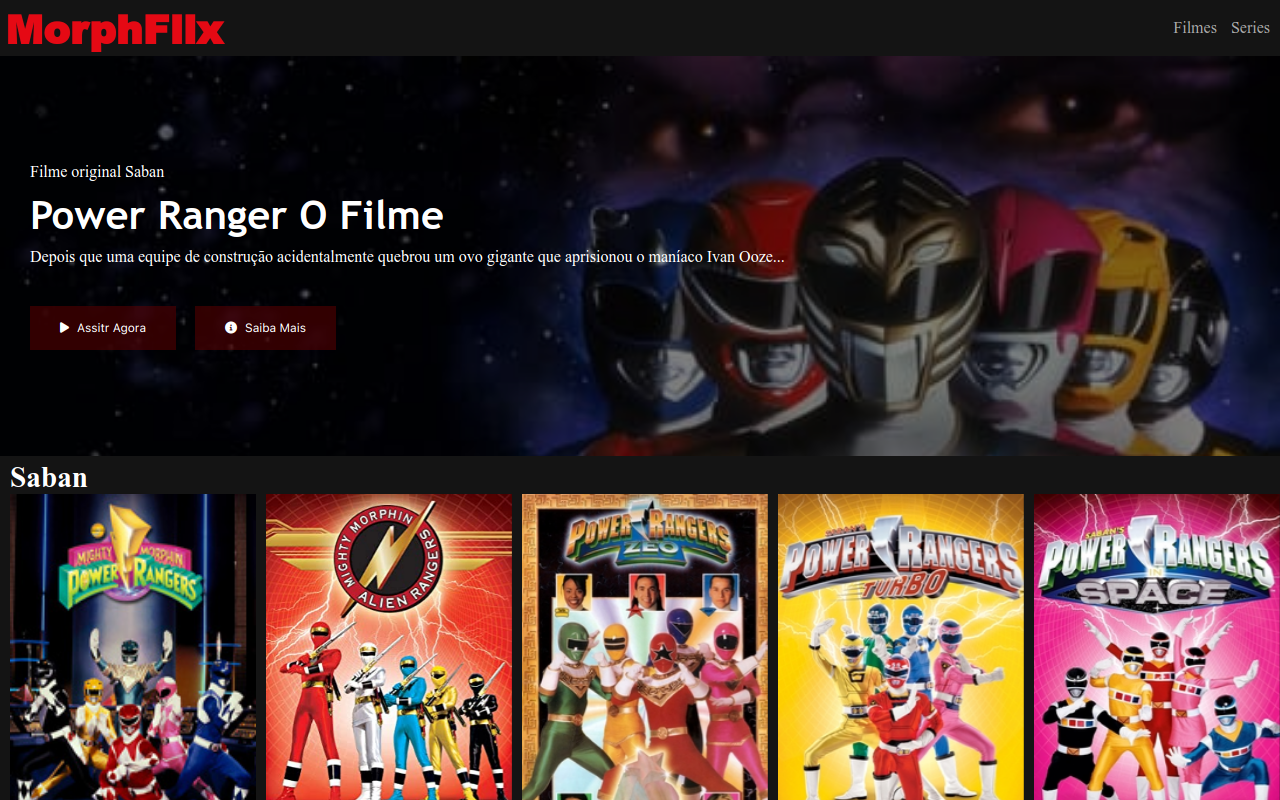 MorphFlIx
Filmes Series
Filme original Saban
Power Ranger O Filme
Depois que uma equipe de construção acidentalmente quebrou um ovo gigante que aprisionou o maníaco Ivan Ooze...
Assitr Agora Saiba Mais
Saban
MIGHTY MORPHIN
POWER RANGERS
MIGHTY MORPHIN
ALIEN RANGERS
POWER RANGERS
ZEO
SABAN'S
POWER RANGERS
TURBO
SABAN'S
POWER RANGERS
IN
SPACE